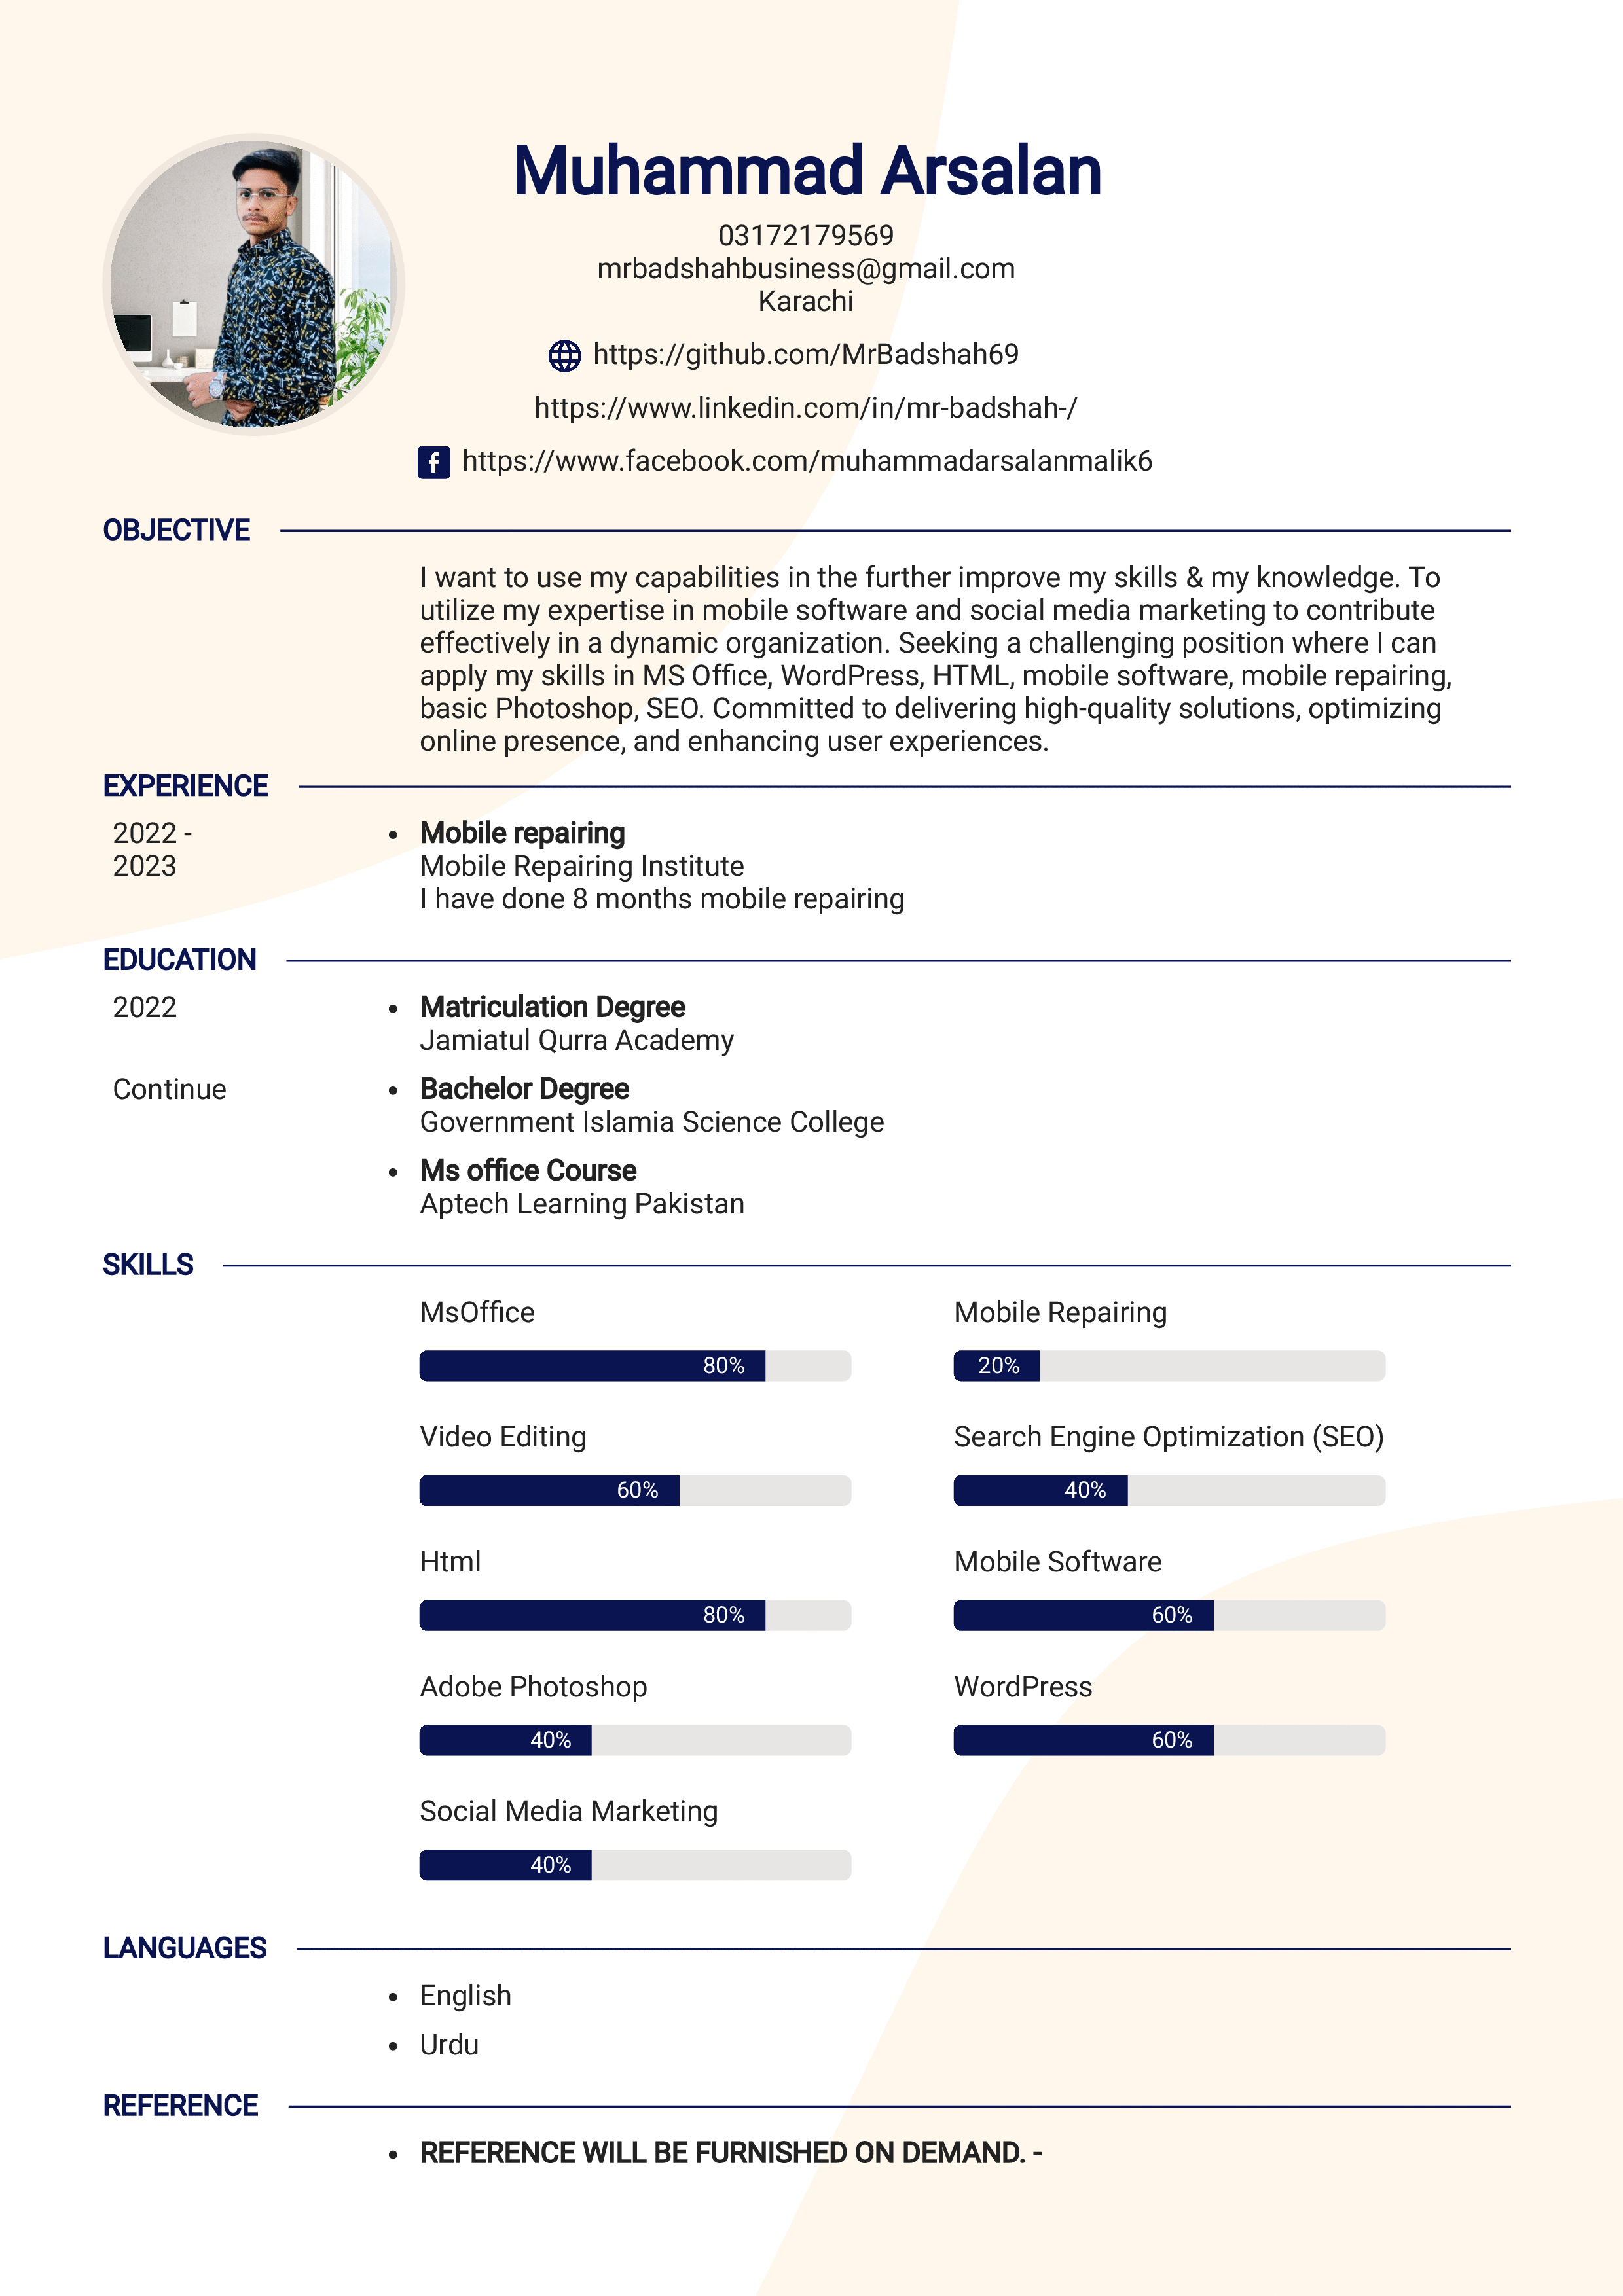 Muhammad Arsalan
03172179569
mrbadshahbusiness@gmail.com
Karachi
https://github.com/MrBadshah69
https://www.linkedin.com/in/mr-badshah-/
https://www.facebook.com/muhammadarsalanmalik6
OBJECTIVE
I want to use my capabilities in the further improve my skills & my knowledge. To
utilize my expertise in mobile software and social media marketing to contribute
effectively in a dynamic organization. Seeking a challenging position where I can
apply my skills in MS Office, WordPress, HTML, mobile software, mobile repairing,
basic Photoshop, SEO. Committed to delivering high-quality solutions, optimizing
online presence, and enhancing user experiences.
EXPERIENCE
2022 -
2023
• Mobile repairing
Mobile Repairing Institute
I have done 8 months mobile repairing
EDUCATION
2022
• Matriculation Degree
Jamiatul Qurra Academy
Continue
• Bachelor Degree
Government Islamia Science College
• Ms office Course
Aptech Learning Pakistan
SKILLS
MsOffice
80%
Mobile Repairing
20%
Video Editing
60%
Search Engine Optimization (SEO)
40%
Html
80%
Mobile Software
60%
Adobe Photoshop
40%
WordPress
60%
Social Media Marketing
40%
LANGUAGES
• English
• Urdu
REFERENCE
• REFERENCE WILL BE FURNISHED ON DEMAND. -